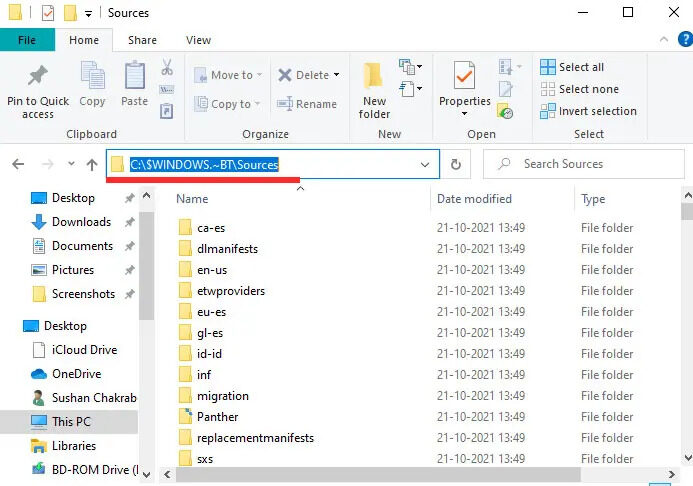 Sources
File Home Share View
Pin to Quick access
Copy
Paste
Clipboard
Move to
Copy to
Delete
Rename
Organize
New folder
New
Properties
Open
Select all
Select none
Invert selection
Select
C:\$WINDOWS.~BT\Sources
Search Sources
Desktop
Downloads
Documents
Pictures
Screenshots
Desktop
iCloud Drive
OneDrive
Sushan Chakrab
This PC
Libraries
BD-ROM Drive (
Name Date modified Type
ca-es 21-10-2021 13:49 File folder
dlmanifests 21-10-2021 13:49 File folder
en-us 21-10-2021 13:49 File folder
etwproviders 21-10-2021 13:49 File folder
eu-es 21-10-2021 13:49 File folder
gl-es 21-10-2021 13:49 File folder
id-id 21-10-2021 13:49 File folder
inf 21-10-2021 13:49 File folder
migration 21-10-2021 13:49 File folder
Panther 21-10-2021 13:49 File folder
replacementmanifests 21-10-2021 13:49 File folder
sxs 21-10-2021 13:49 File folder